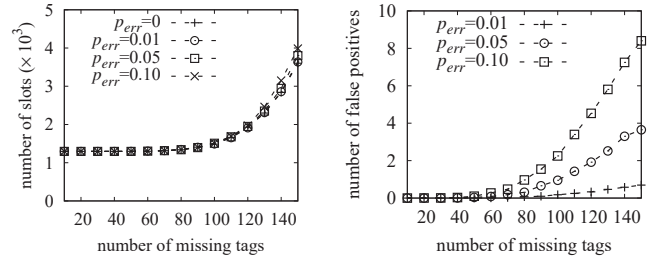 number of slots (× 10³)
p_err=0
p_err=0.01
p_err=0.05
p_err=0.10
5
4
3
2
1
0
20 40 60 80 100 120 140
number of missing tags
number of false positives
p_err=0.01
p_err=0.05
p_err=0.10
10
8
6
4
2
0
20 40 60 80 100 120 140
number of missing tags